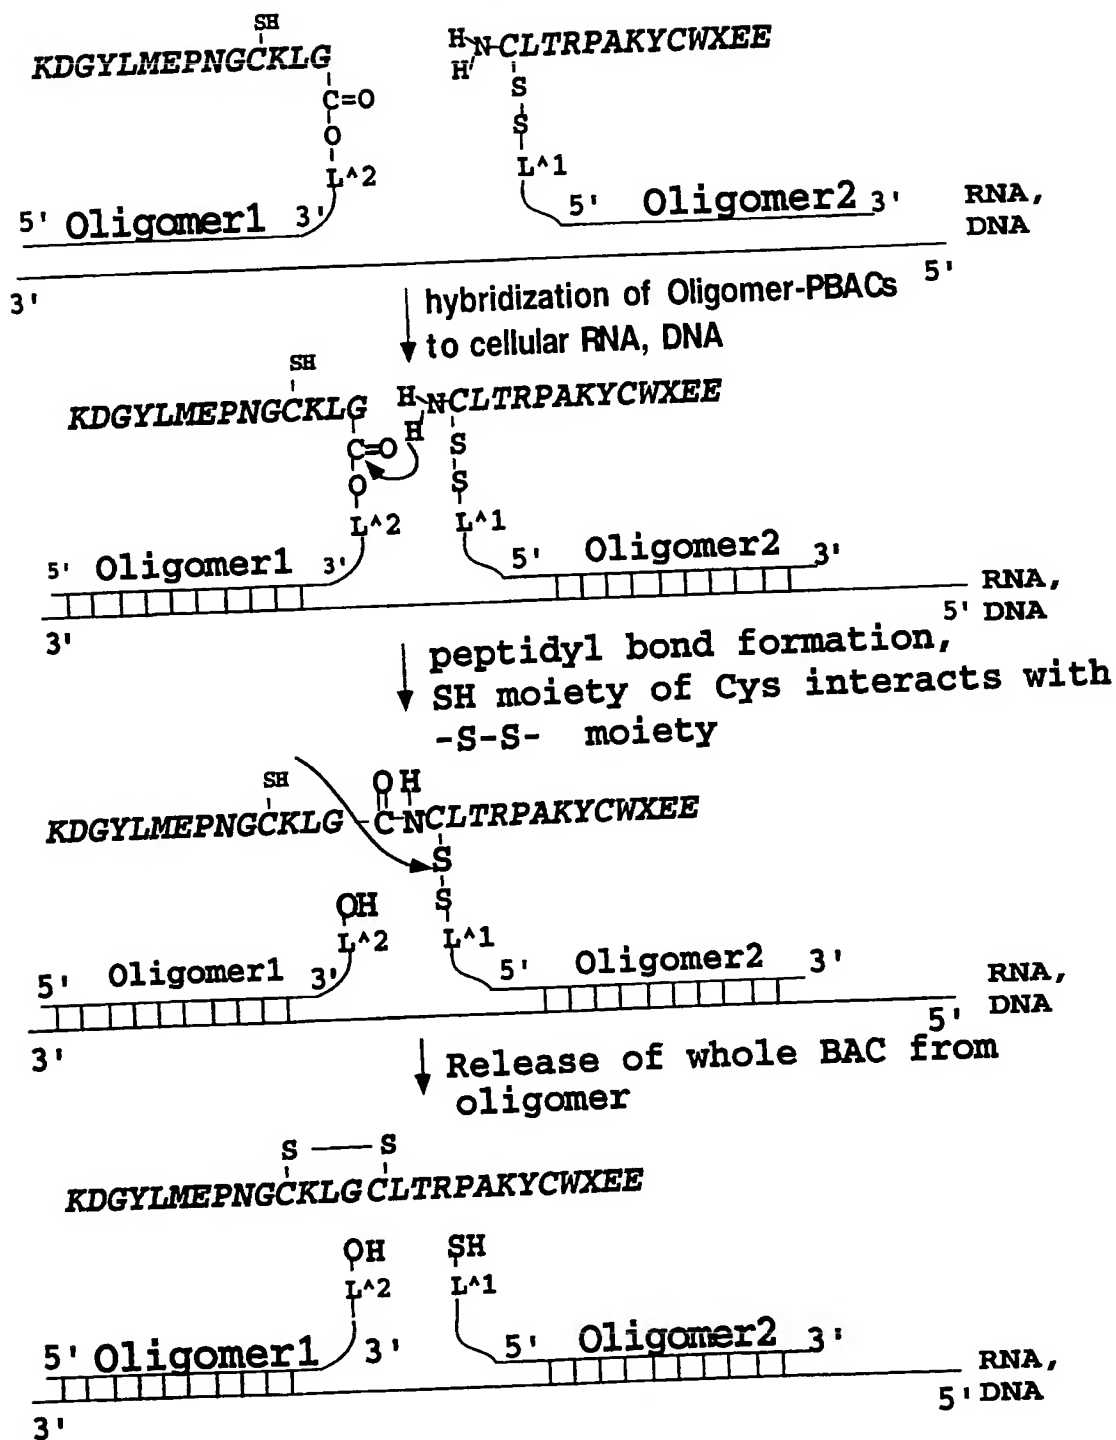 SH
KDGYLMEPNGCKLG
H N-CLTRPAKYCWXEE
H'
C=O
O
L^2
S
S
L^1
5' Oligomer1 3'
5' Oligomer2 3'
RNA,
DNA
3'
5'
hybridization of Oligomer-PBACs
to cellular RNA, DNA
SH
KDGYLMEPNGCKLG
H NCLTRPAKYCWXEE
H
C=O
O
L^2
S
S
L^1
5' Oligomer1 3'
5' Oligomer2 3'
RNA,
5' DNA
3'
peptidyl bond formation,
SH moiety of Cys interacts with
-S-S- moiety
SH
O H
KDGYLMEPNGCKLG-C-NCLTRPAKYCWXEE
S
S
OH
L^2
L^1
5' Oligomer1 3'
5' Oligomer2 3'
RNA,
DNA
5'
3'
Release of whole BAC from
oligomer
S — S
KDGYLMEPNGCKLGCLTRPAKYCWXEE
OH
SH
L^2
L^1
5' Oligomer1 3'
5' Oligomer2 3'
RNA,
5' DNA
3'